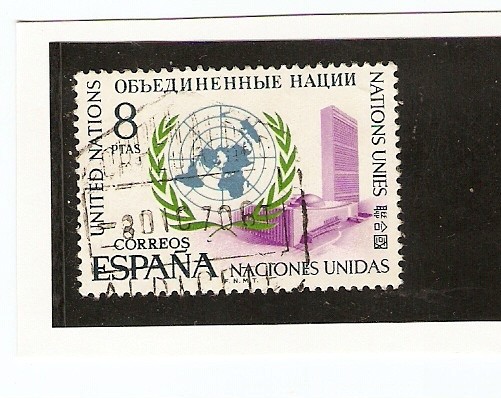 ОБЪЕДИНЕННЫЕ НАЦИИ
UNITED NATIONS
8
PTAS
NATIONS UNIES
聯合國
CORREOS
ESPAÑA
NACIONES UNIDAS
F.N.M.T.